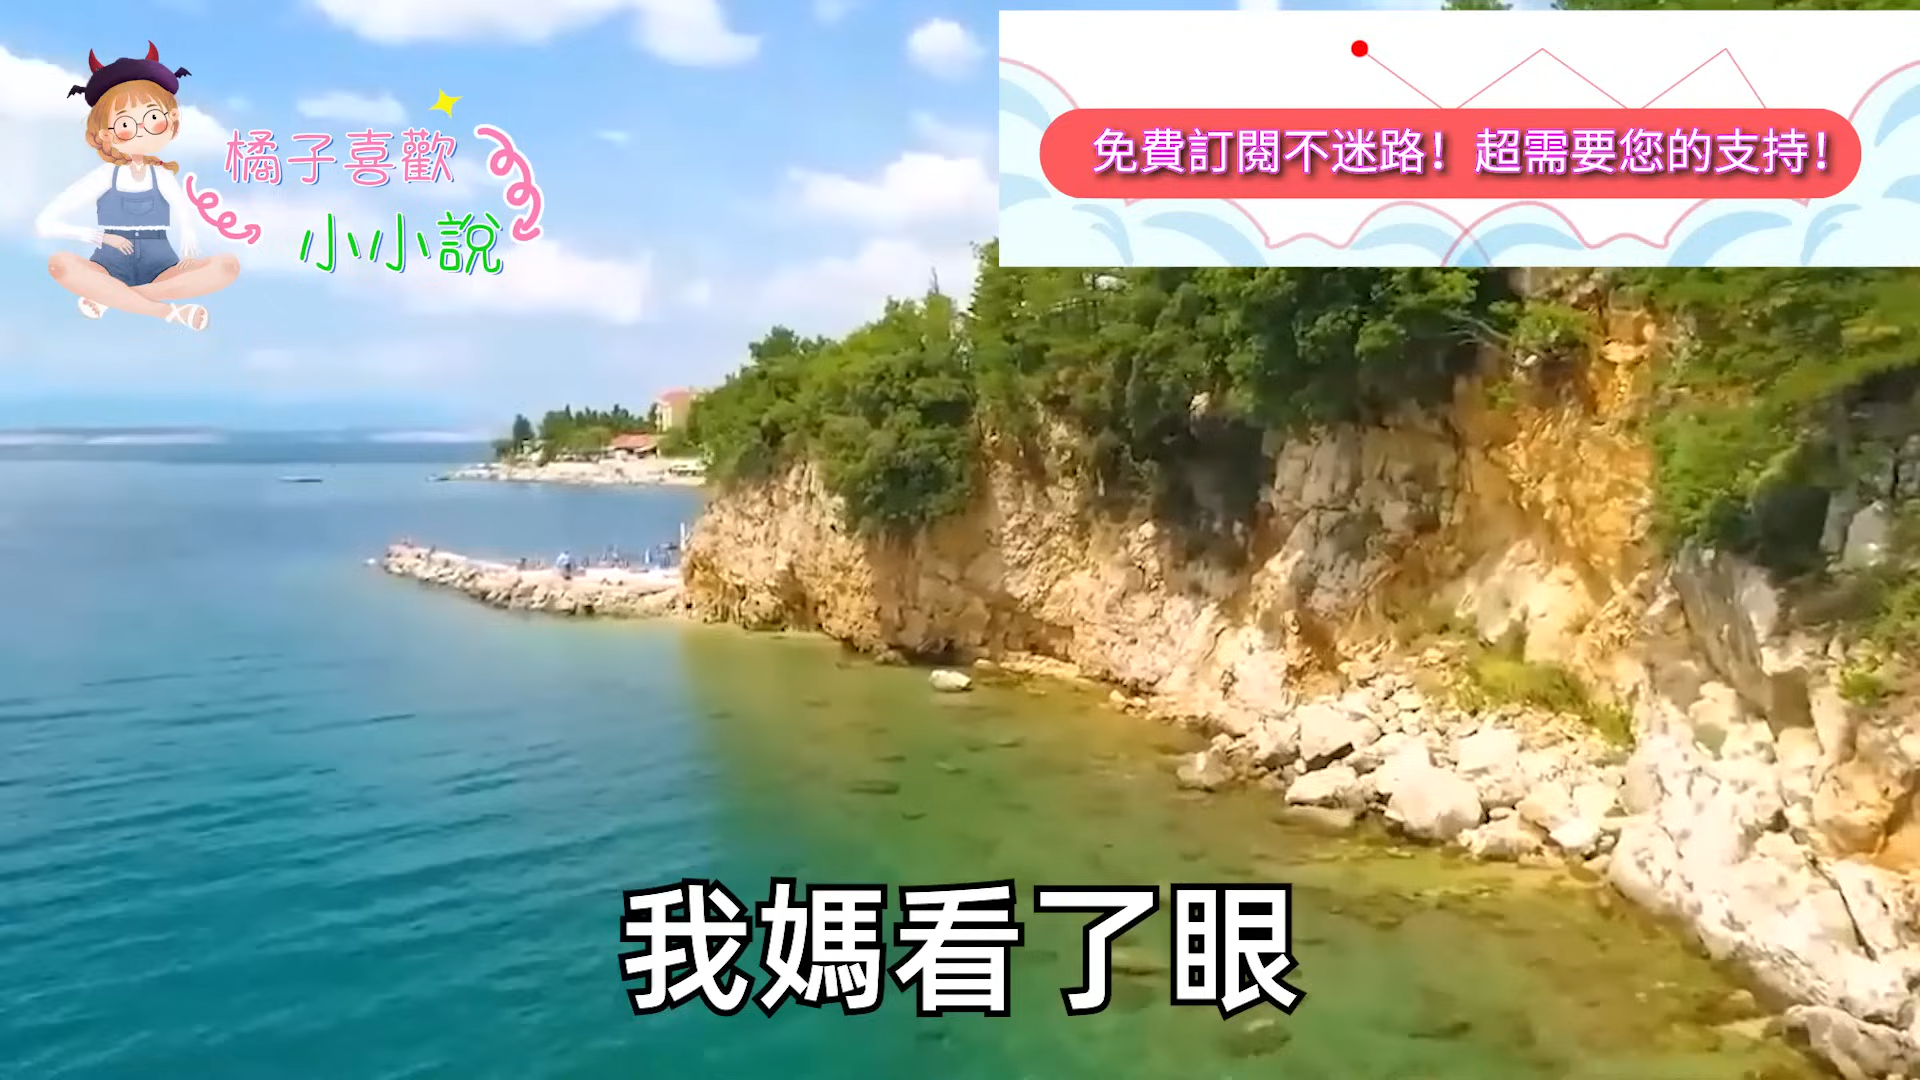 橘子喜歡
小小說
免費訂閱不迷路！超需要您的支持！
我媽看了眼